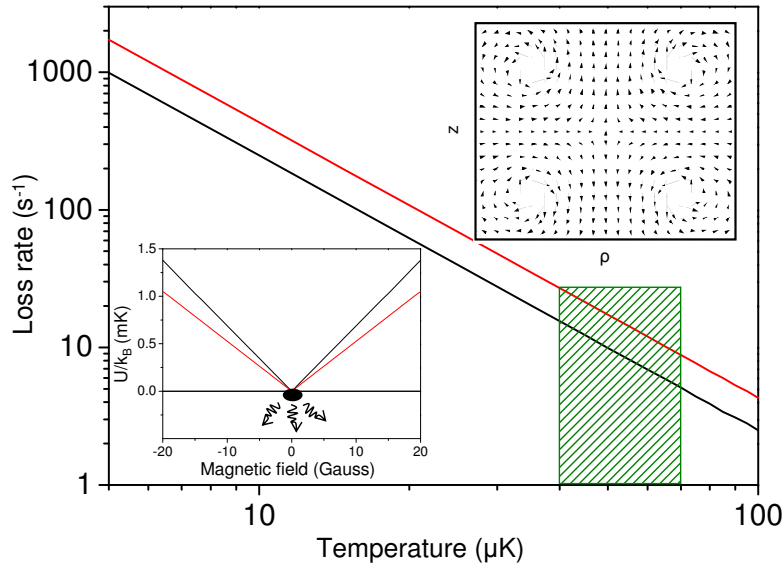 1000
100
10
1
Loss rate (s⁻¹)
10
100
Temperature (µK)
z
ρ
1.5
1.0
0.5
0.0
U/k_B (mK)
-20
-10
0
10
20
Magnetic field (Gauss)